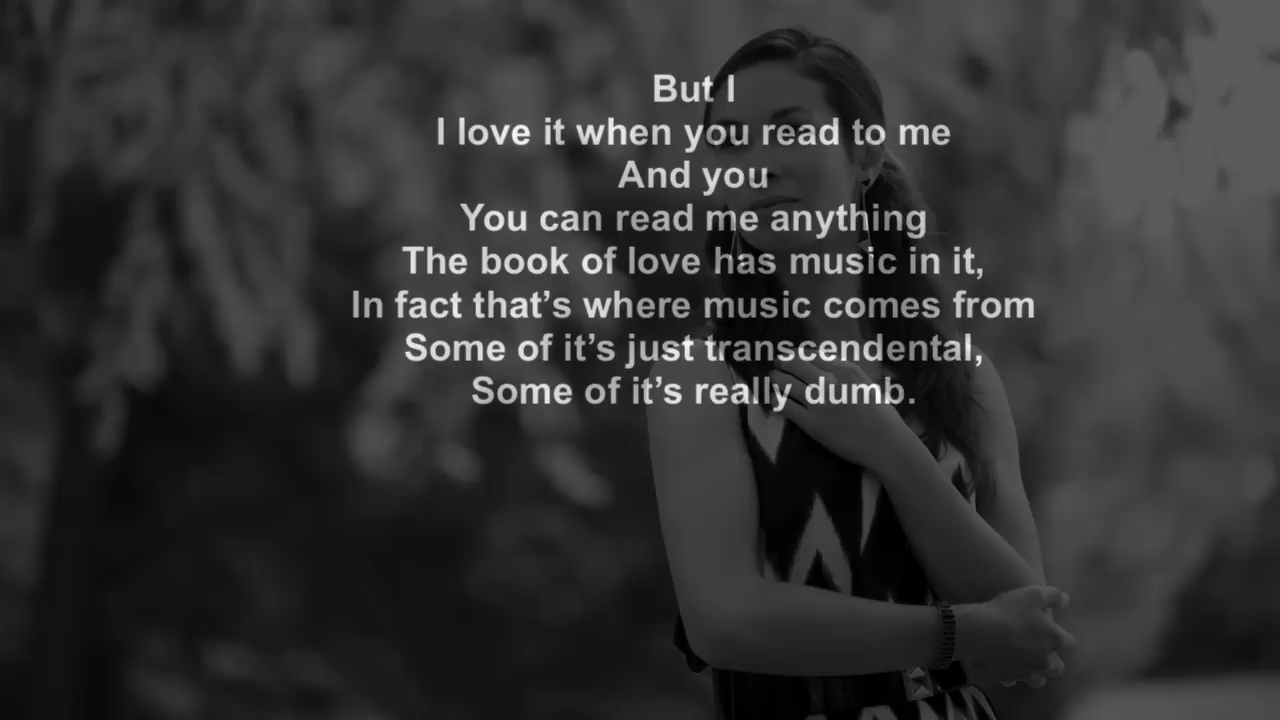 But I
I love it when you read to me
And you
You can read me anything
The book of love has music in it,
In fact that’s where music comes from
Some of it’s just transcendental,
Some of it’s really dumb.